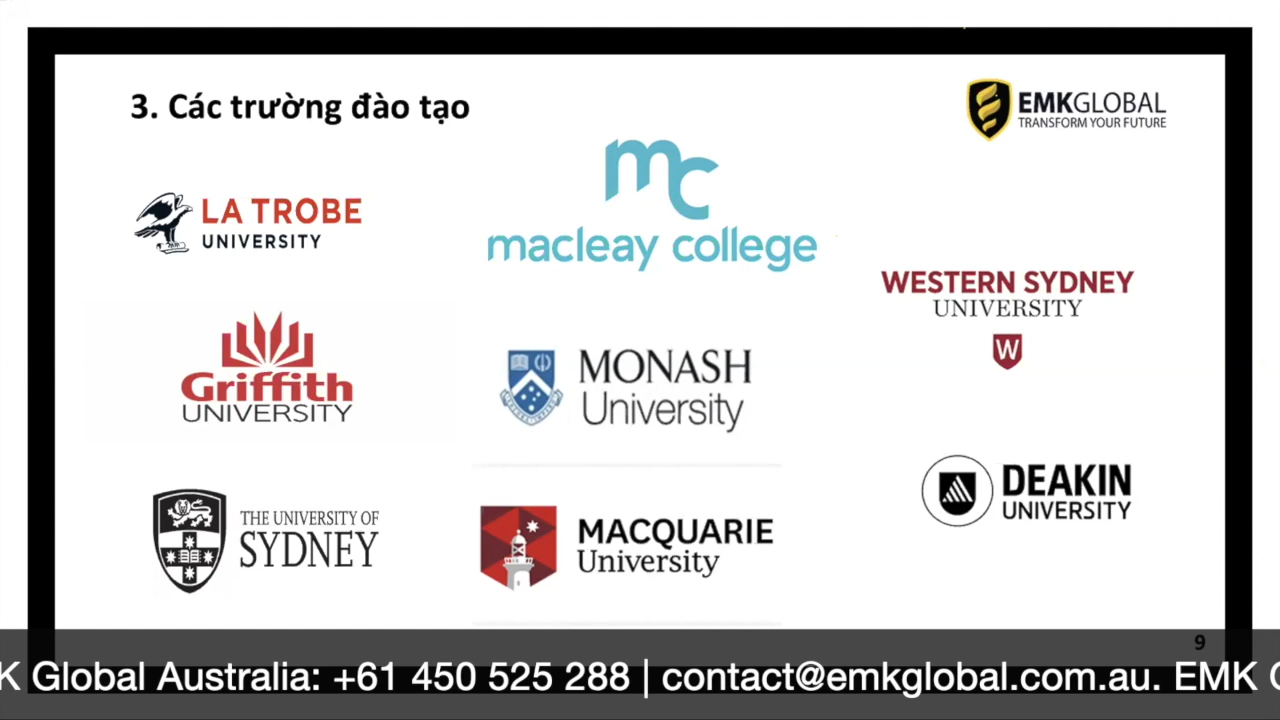 3. Các trường đào tạo
EMKGLOBAL
TRANSFORM YOUR FUTURE
mc
macleay college
LA TROBE
UNIVERSITY
WESTERN SYDNEY
UNIVERSITY
W
Griffith
UNIVERSITY
MONASH
University
DEAKIN
UNIVERSITY
THE UNIVERSITY OF
SYDNEY
MACQUARIE
University
9
K Global Australia: +61 450 525 288 | contact@emkglobal.com.au. EMK G